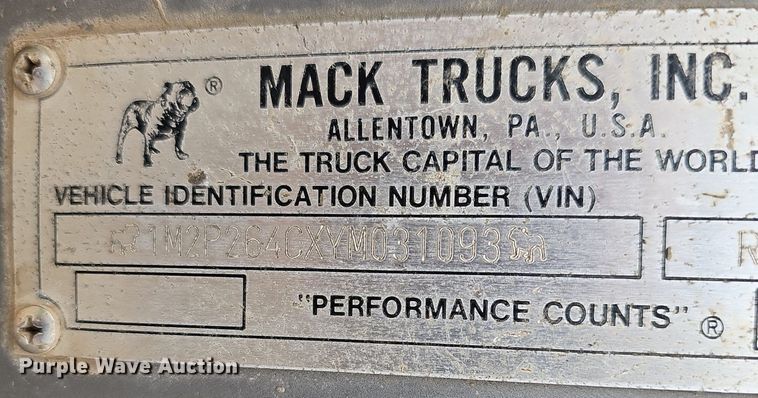 ® MACK TRUCKS, INC.
ALLENTOWN, PA., U.S.A.
THE TRUCK CAPITAL OF THE WORLD
VEHICLE IDENTIFICATION NUMBER (VIN)
1M2P264CXYM031093 R
"PERFORMANCE COUNTS" ®
Purple Wave Auction